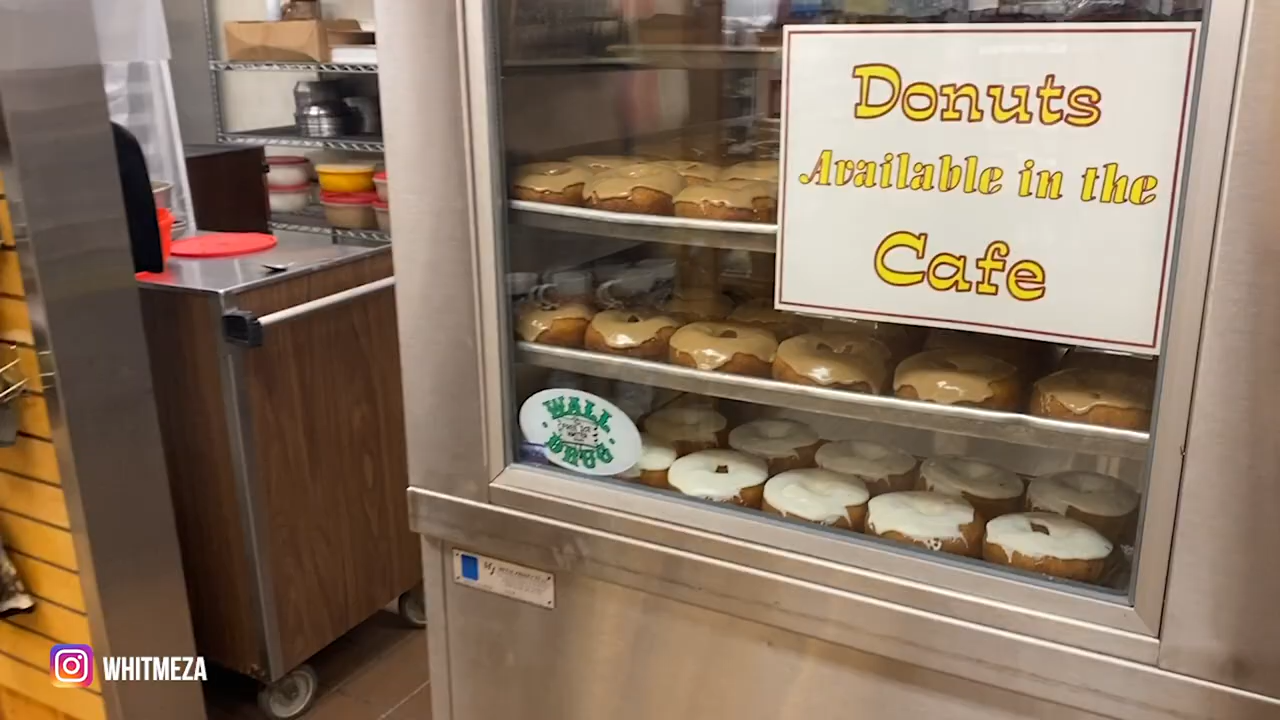 Donuts
Available in the
Cafe
WALL
DRUG
WHITMEZA